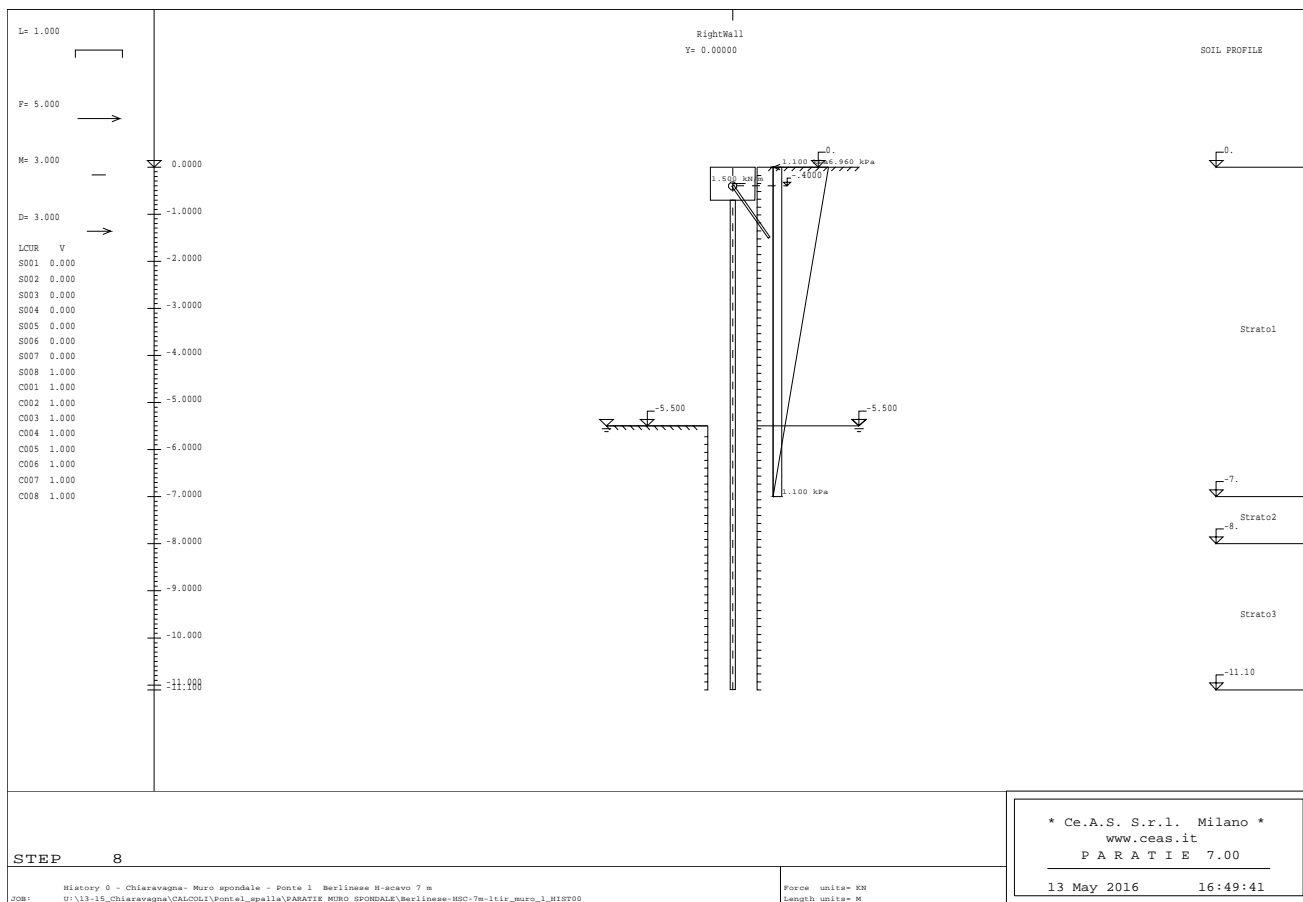 L= 1.000
F= 5.000
M= 3.000
D= 3.000
LCUR V
S001 0.000
S002 0.000
S003 0.000
S004 0.000
S005 0.000
S006 0.000
S007 0.000
S008 1.000
C001 1.000
C002 1.000
C003 1.000
C004 1.000
C005 1.000
C006 1.000
C007 1.000
C008 1.000
0.0000
-1.0000
-2.0000
-3.0000
-4.0000
-5.0000
-6.0000
-7.0000
-8.0000
-9.0000
-10.000
-11.000
-11.100
RightWall
Y= 0.00000
0.
1.100 6.960 kPa
1.500 kN/m
-.4000
-5.500
-5.500
1.100 kPa
SOIL PROFILE
0.
Strato1
-7.
Strato2
-8.
Strato3
-11.10
STEP 8
History 0 - Chiaravagna- Muro spondale - Ponte 1 Berlinese H-scavo 7 m
JOB: U:\13-15_Chiaravagna\CALCOLI\Ponte1_spalla\PARATIE MURO SPONDALE\Berlinese-HSC-7m-1tir_muro_1_HIST00
Force units= KN
Length units= M
* Ce.A.S. S.r.l. Milano *
www.ceas.it
P A R A T I E 7.00
13 May 2016 16:49:41